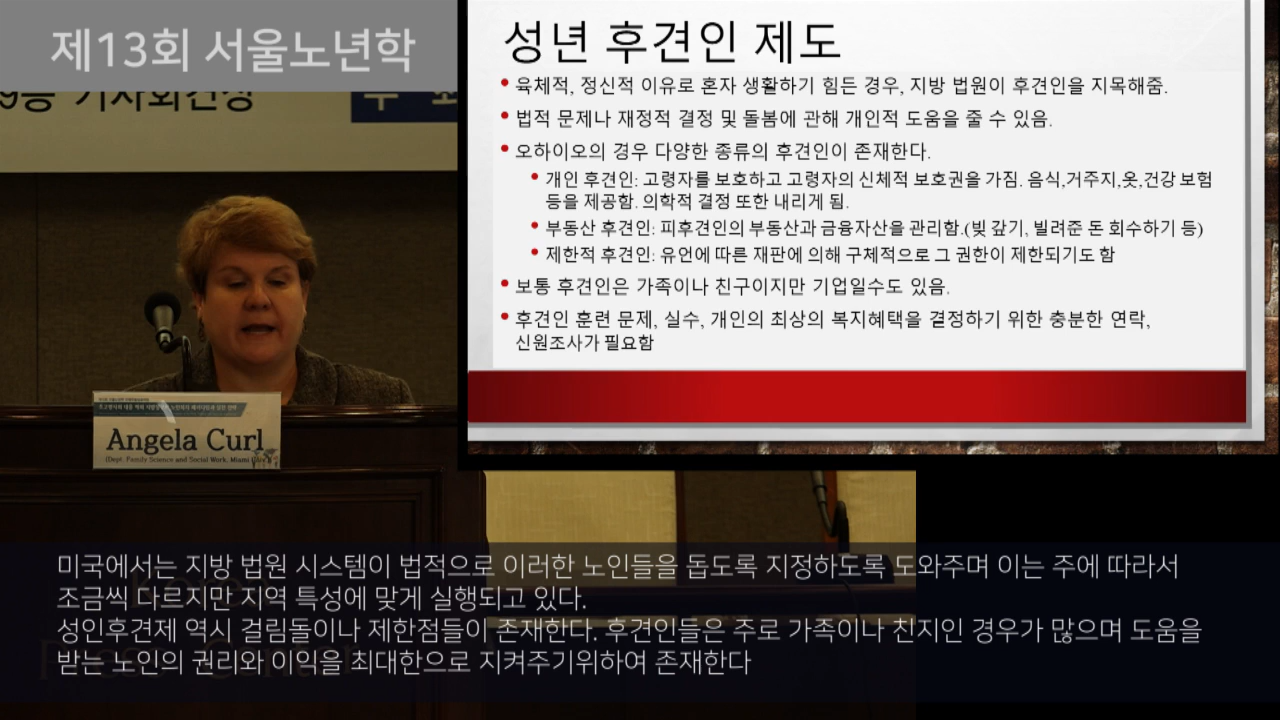 제13회 서울노년학
9층 기자회견장
주 최
Angela Curl
(Dept. Family Science and Social Work, Miami
성년 후견인 제도
• 육체적, 정신적 이유로 혼자 생활하기 힘든 경우, 지방 법원이 후견인을 지목해줌.
• 법적 문제나 재정적 결정 및 돌봄에 관해 개인적 도움을 줄 수 있음.
• 오하이오의 경우 다양한 종류의 후견인이 존재한다.
• 개인 후견인: 고령자를 보호하고 고령자의 신체적 보호권을 가짐. 음식,거주지,옷,건강 보험
등을 제공함. 의학적 결정 또한 내리게 됨.
• 부동산 후견인: 피후견인의 부동산과 금융자산을 관리함.(빚 갚기, 빌려준 돈 회수하기 등)
• 제한적 후견인: 유언에 따른 재판에 의해 구체적으로 그 권한이 제한되기도 함
• 보통 후견인은 가족이나 친구이지만 기업일수도 있음.
• 후견인 훈련 문제, 실수, 개인의 최상의 복지혜택을 결정하기 위한 충분한 연락,
신원조사가 필요함
미국에서는 지방 법원 시스템이 법적으로 이러한 노인들을 돕도록 지정하도록 도와주며 이는 주에 따라서
조금씩 다르지만 지역 특성에 맞게 실행되고 있다.
성인후견제 역시 걸림돌이나 제한점들이 존재한다. 후견인들은 주로 가족이나 친지인 경우가 많으며 도움을
받는 노인의 권리와 이익을 최대한으로 지켜주기위하여 존재한다